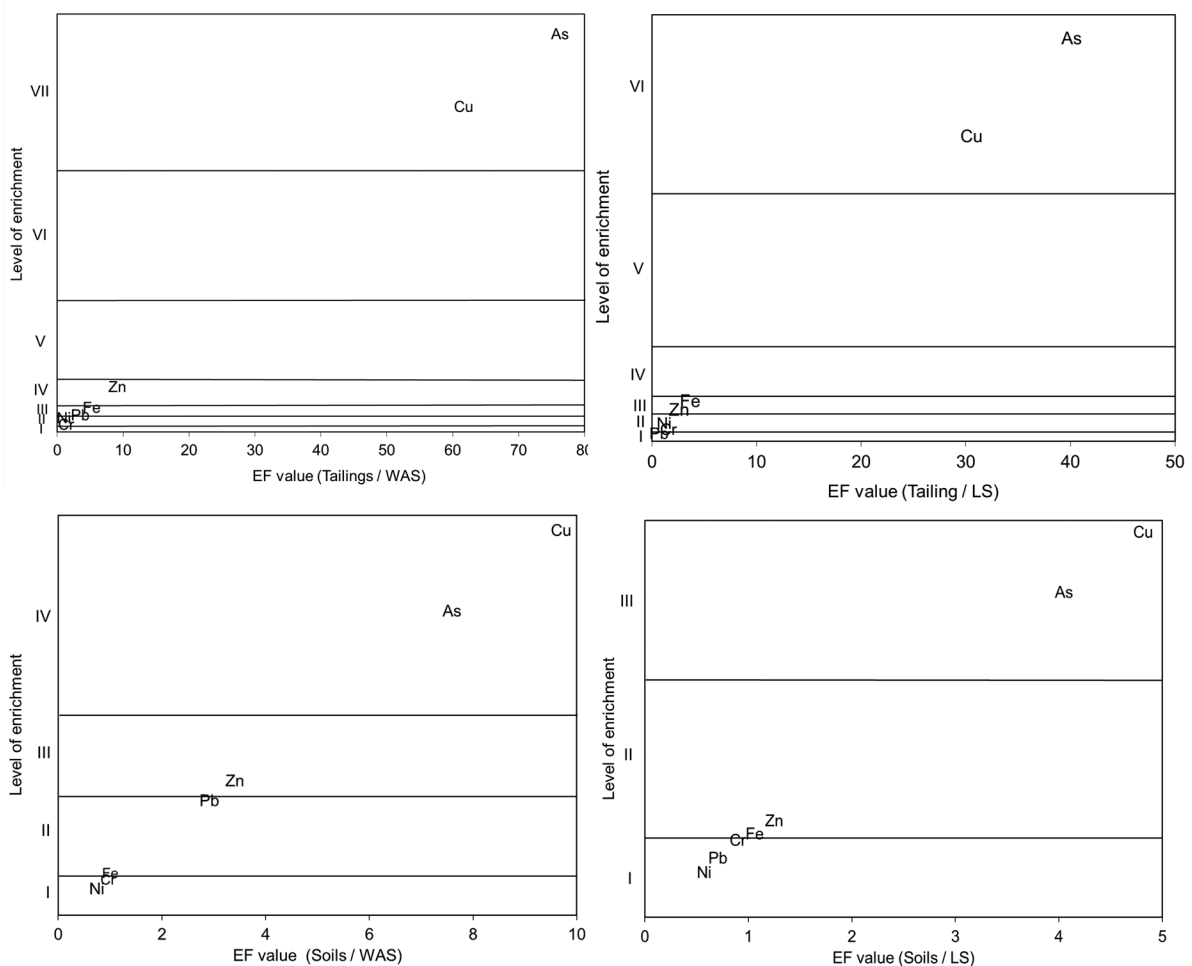 As
VII
Cu
Level of enrichment
VI
V
IV
Zn
III
Fe
II
Ni
Pb
I
Cr
0 10 20 30 40 50 60 70 80
EF value (Tailings / WAS)
As
VI
Cu
Level of enrichment
V
IV
III
Fe
Zn
II
Ni
Cr
I
Pb
0 10 20 30 40 50
EF value (Tailing / LS)
Cu
IV
As
Level of enrichment
III
Zn
Pb
II
Fe
Cr
I
Ni
0 2 4 6 8 10
EF value (Soils / WAS)
Cu
III
As
Level of enrichment
II
Zn
Fe
Cr
Pb
I
Ni
0 1 2 3 4 5
EF value (Soils / LS)